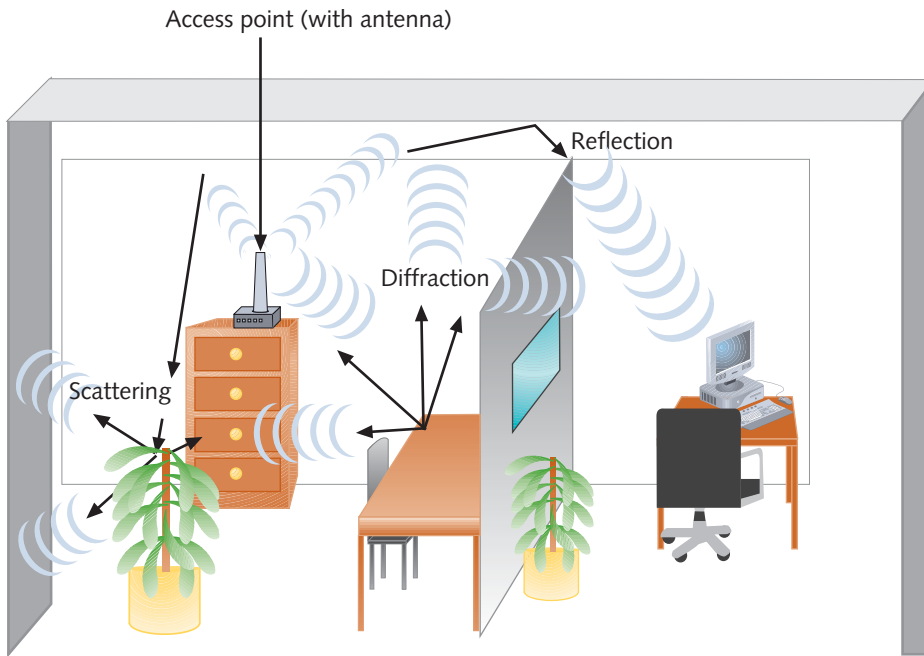 Access point (with antenna)
Reflection
Diffraction
Scattering